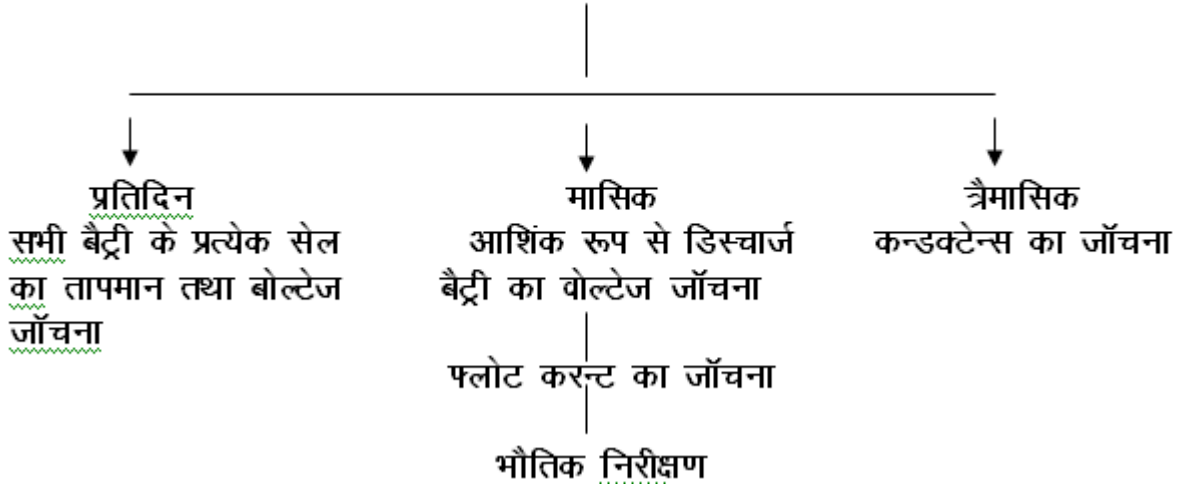 प्रतिदिन
सभी बैट्री के प्रत्येक सेल
का तापमान तथा बोल्टेज
जॉचना
मासिक
आशिंक रूप से डिस्चार्ज
बैट्री का वोल्टेज जॉचना
फ्लोट करन्ट का जॉचना
भौतिक निरीक्षण
त्रैमासिक
कन्डक्टेन्स का जॉचना